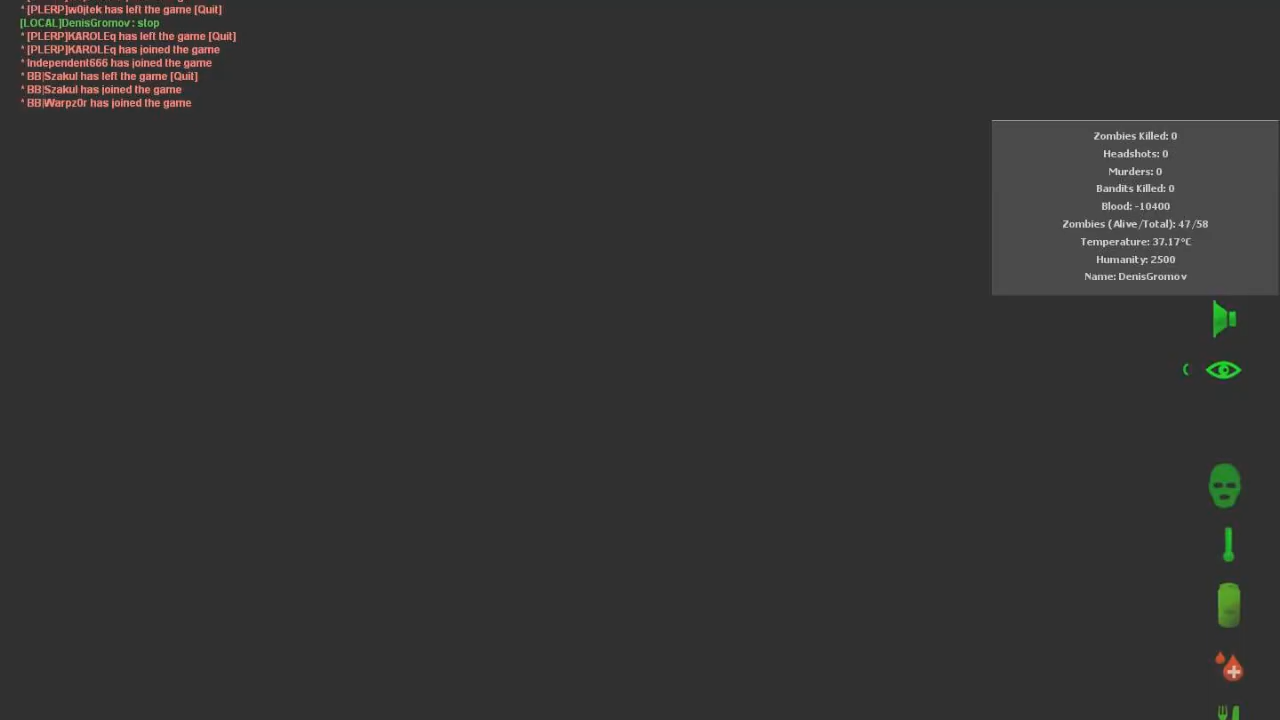 * [PLERP]w0jtek has left the game [Quit]
[LOCAL]DenisGromov: stop
* [PLERP]KAROLEq has left the game [Quit]
* [PLERP]KAROLEq has joined the game
* Independent666 has joined the game
* BB|Szakul has left the game [Quit]
* BB|Szakul has joined the game
* BB|Warpz0r has joined the game
Zombies Killed: 0
Headshots: 0
Murders: 0
Bandits Killed: 0
Blood: -10400
Zombies (Alive/Total): 47/58
Temperature: 37.17°C
Humanity: 2500
Name: DenisGromov